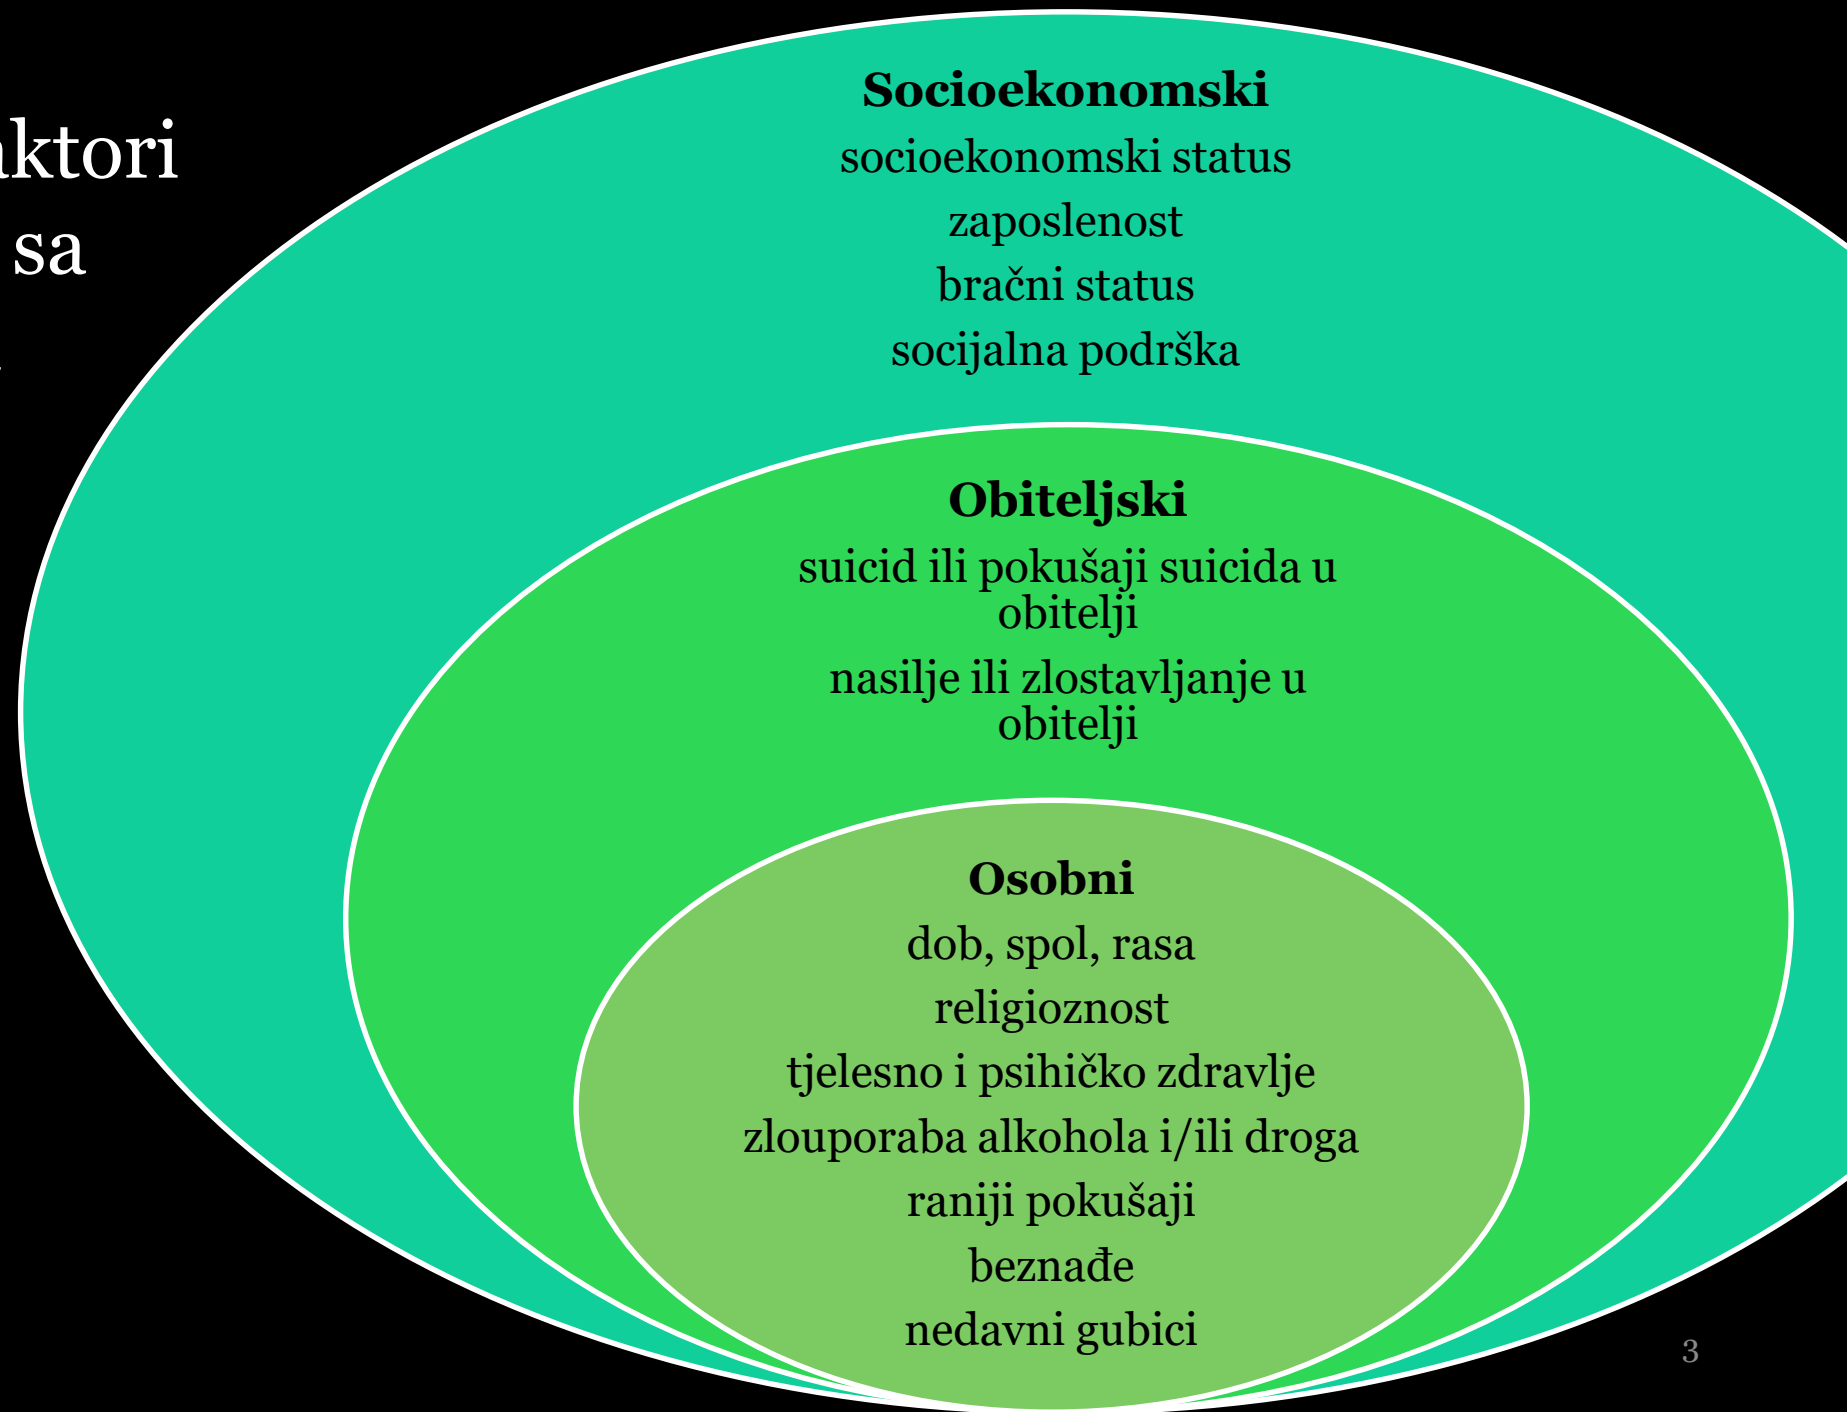 sa
Socioekonomski
socioekonomski status
zaposlenost
bračni status
socijalna podrška
Obiteljski
suicid ili pokušaji suicida u
obitelji
nasilje ili zlostavljanje u
obitelji
Osobni
dob, spol, rasa
religioznost
tjelesno i psihičko zdravlje
zlouporaba alkohola i/ili droga
raniji pokušaji
beznađe
nedavni gubici
3